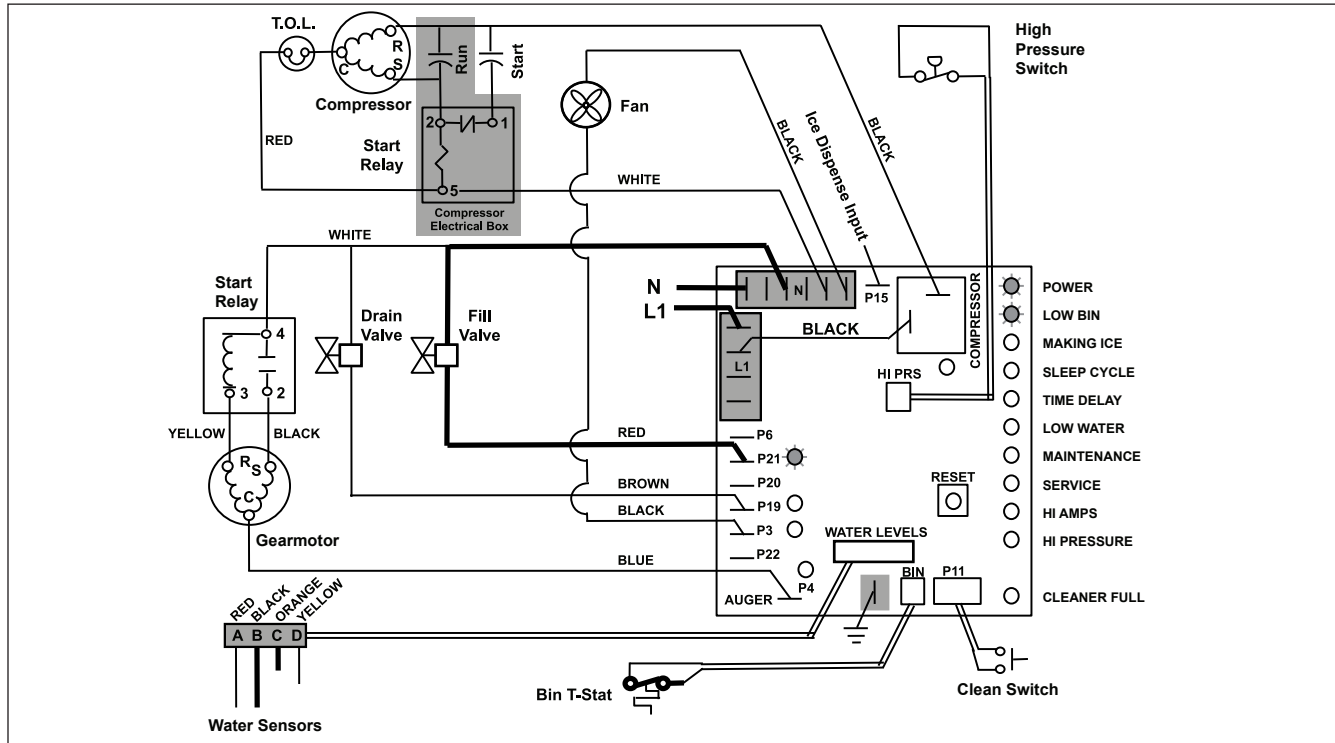 T.O.L.
R
S
C
Compressor
Run
Start
2
1
Start
Relay
5
Compressor
Electrical Box
RED
WHITE
Fan
BLACK
Ice Dispense Input
BLACK
High
Pressure
Switch
WHITE
Start
Relay
4
3
2
YELLOW
BLACK
R
S
C
Gearmotor
Drain
Valve
Fill
Valve
N
L1
N
L1
P15
BLACK
COMPRESSOR
HI PRS
POWER
LOW BIN
MAKING ICE
SLEEP CYCLE
TIME DELAY
LOW WATER
MAINTENANCE
SERVICE
HI AMPS
HI PRESSURE
CLEANER FULL
RED
BROWN
BLACK
BLUE
P6
P21
P20
P19
P3
P22
P4
AUGER
RESET
WATER LEVELS
BIN
P11
RED
BLACK
ORANGE
YELLOW
A B C D
Water Sensors
Bin T-Stat
Clean Switch